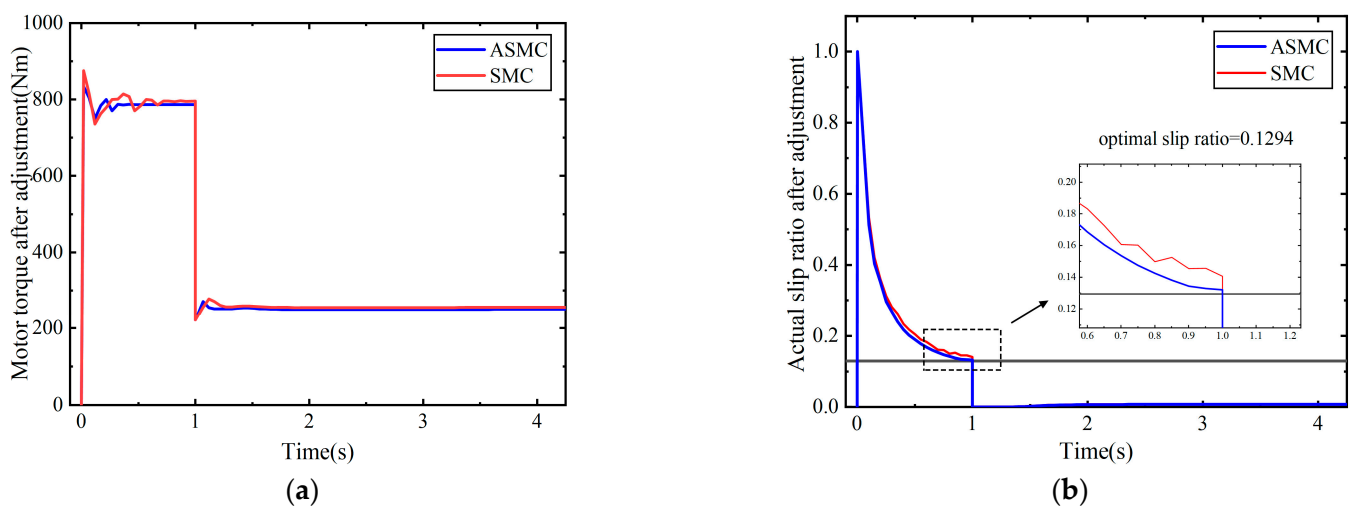 1000
800
600
400
200
0
Motor torque after adjustment(Nm)
ASMC
SMC
0 1 2 3 4
Time(s)
(a)
1.0
0.8
0.6
0.4
0.2
0.0
Actual slip ratio after adjustment
ASMC
SMC
optimal slip ratio=0.1294
0.20
0.18
0.16
0.14
0.12
0.6 0.7 0.8 0.9 1.0 1.1 1.2
0 1 2 3 4
Time(s)
(b)